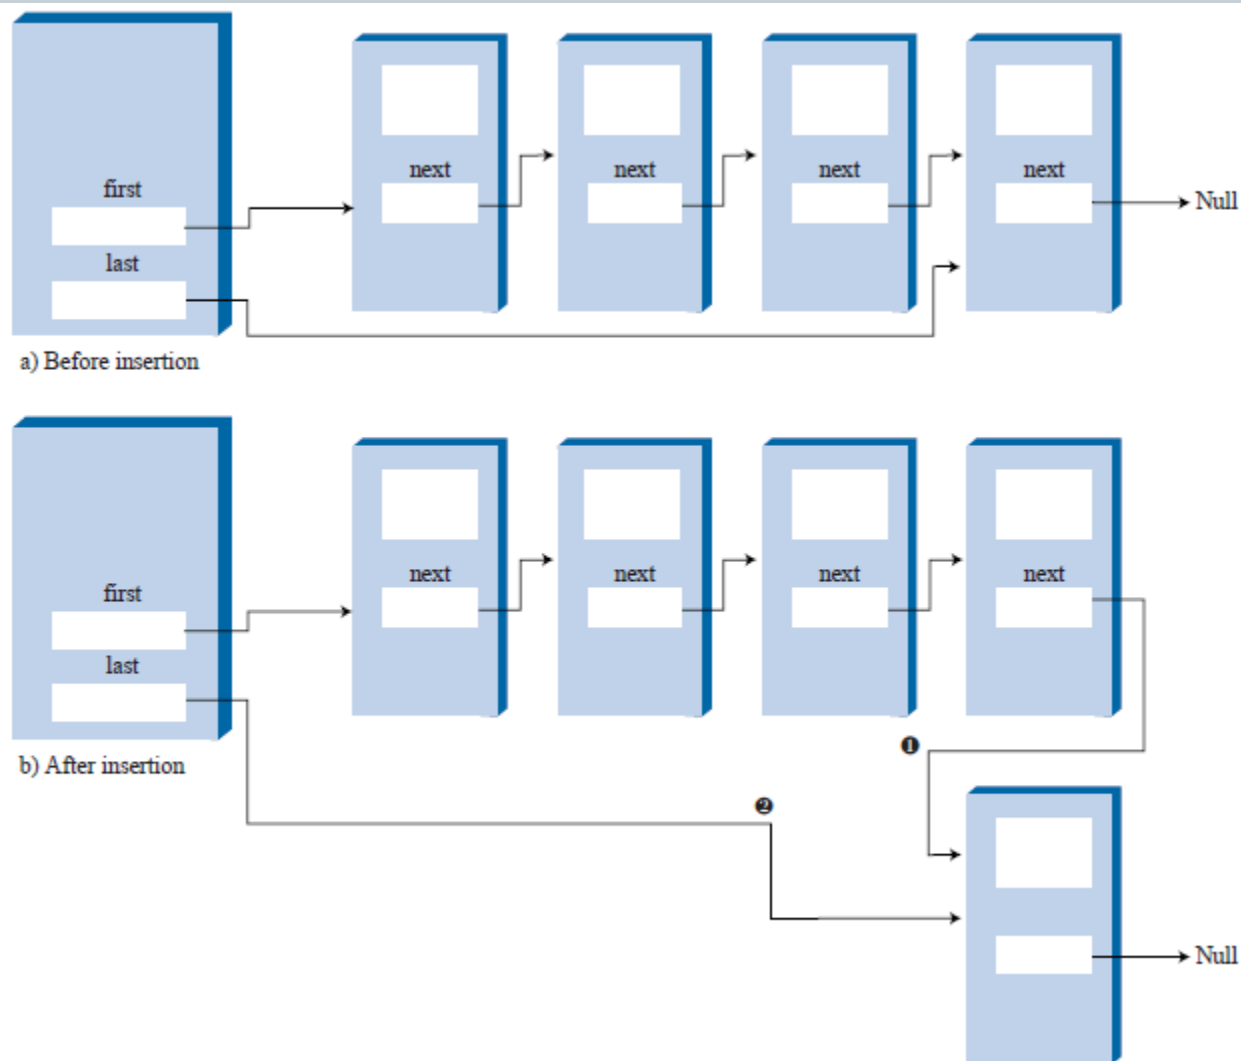 first
last
next
next
next
next
Null
a) Before insertion
first
last
next
next
next
next
b) After insertion
❶
❷
Null